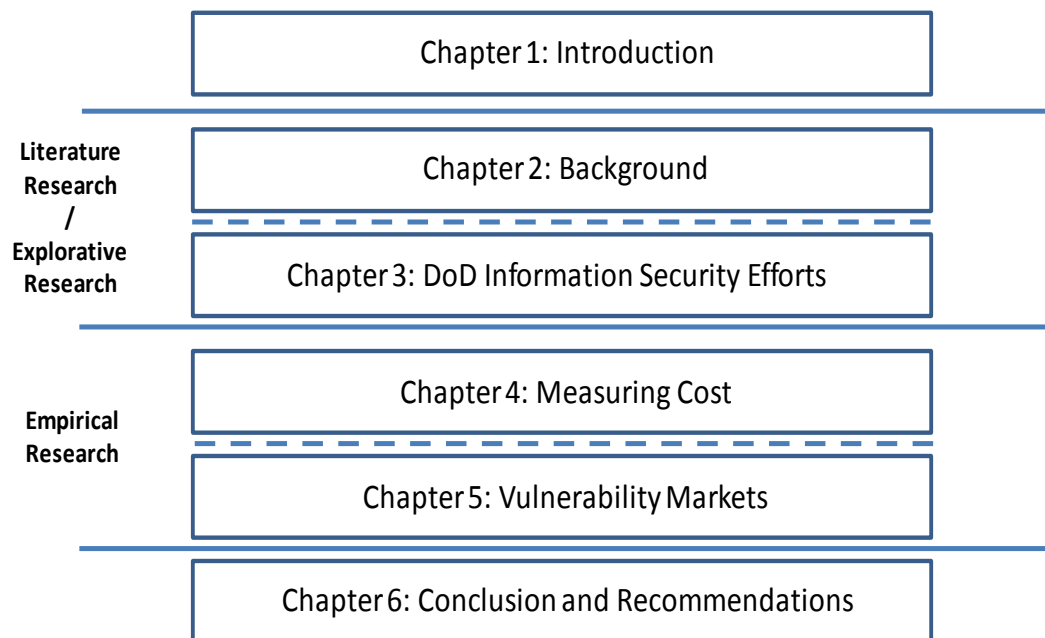 Chapter 1: Introduction
Literature
Research
/
Explorative
Research
Chapter 2: Background
Chapter 3: DoD Information Security Efforts
Empirical
Research
Chapter 4: Measuring Cost
Chapter 5: Vulnerability Markets
Chapter 6: Conclusion and Recommendations